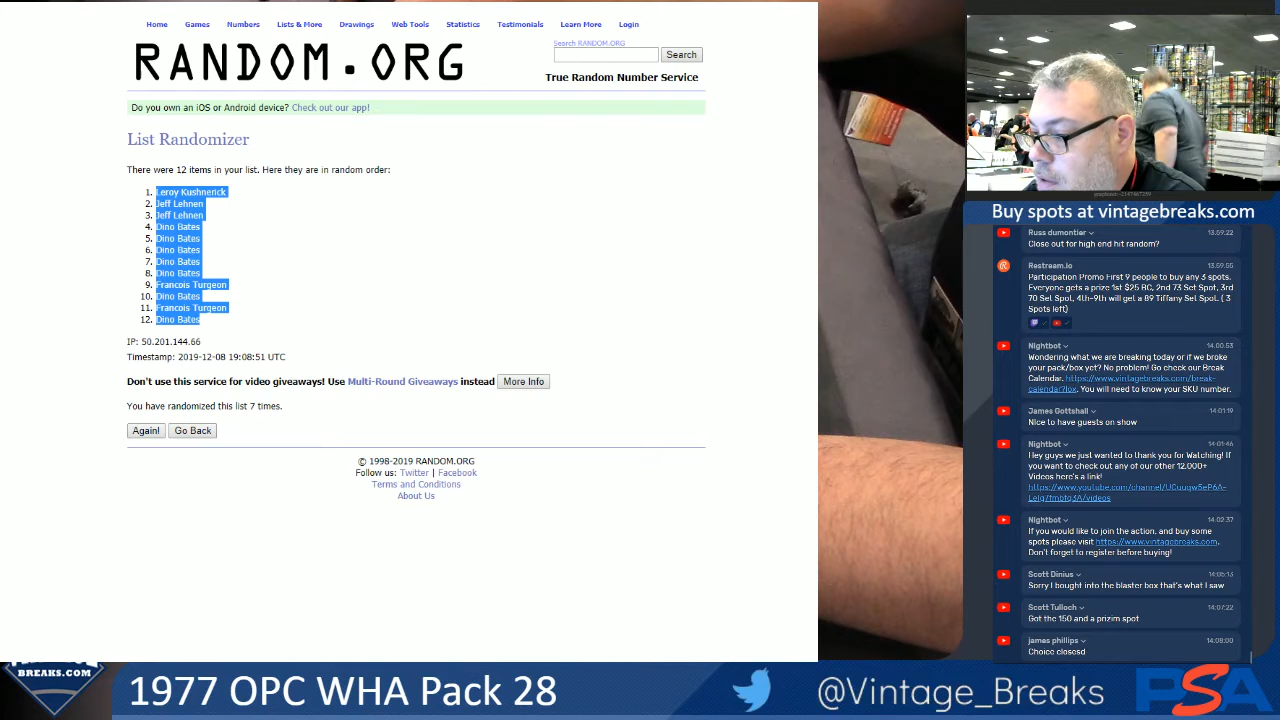 Home Games Numbers Lists & More Drawings Web Tools Statistics Testimonials Learn More Login
RANDOM.ORG
Search RANDOM.ORG
Search
True Random Number Service
Do you own an iOS or Android device? Check out our app!
List Randomizer
There were 12 items in your list. Here they are in random order:
1. Leroy Kushnerick
2. Jeff Lehnen
3. Jeff Lehnen
4. Dino Bates
5. Dino Bates
6. Dino Bates
7. Dino Bates
8. Dino Bates
9. Francois Turgeon
10. Dino Bates
11. Francois Turgeon
12. Dino Bates
IP: 50.201.144.66
Timestamp: 2019-12-08 19:08:51 UTC
Don't use this service for video giveaways! Use Multi-Round Giveaways instead More Info
You have randomized this list 7 times.
Again! Go Back
© 1998-2019 RANDOM.ORG
Follow us: Twitter | Facebook
Terms and Conditions
About Us
Buy spots at vintagebreaks.com
Russ dumontier 13:59:22
Close out for high end hit random?
Restream.io 13:59:55
Participation Promo First 9 people to buy any 3 spots.
Everyone gets a prize 1st $25 BC, 2nd 73 Set Spot, 3rd
70 Set Spot, 4th-9th will get a 89 Tiffany Set Spot. ( 3
Spots left)
Nightbot 14:00:53
Wondering what we are breaking today or if we broke
your pack/box yet? No problem! Go check our Break
Calendar. https://www.vintagebreaks.com/break-
calendar?lox. You will need to know your SKU number.
James Gottshall 14:01:19
NIce to have guests on show
Nightbot 14:01:46
Hey guys we just wanted to thank you for Watching! If
you want to check out any of our other 12,000+
Videos here's a link!
Nightbot 14:02:37
If you would like to join the action, and buy some
spots please visit https://www.vintagebreaks.com.
Don't forget to register before buying!
Scott Dinius 14:05:13
Sorry I bought into the blaster box that's what I saw
Scott Tulloch 14:07:22
Got the 150 and a prizim spot
james phillips 14:08:00
Choice closesd
BREAKS.COM
1977 OPC WHA Pack 28
@Vintage_Breaks
PSA